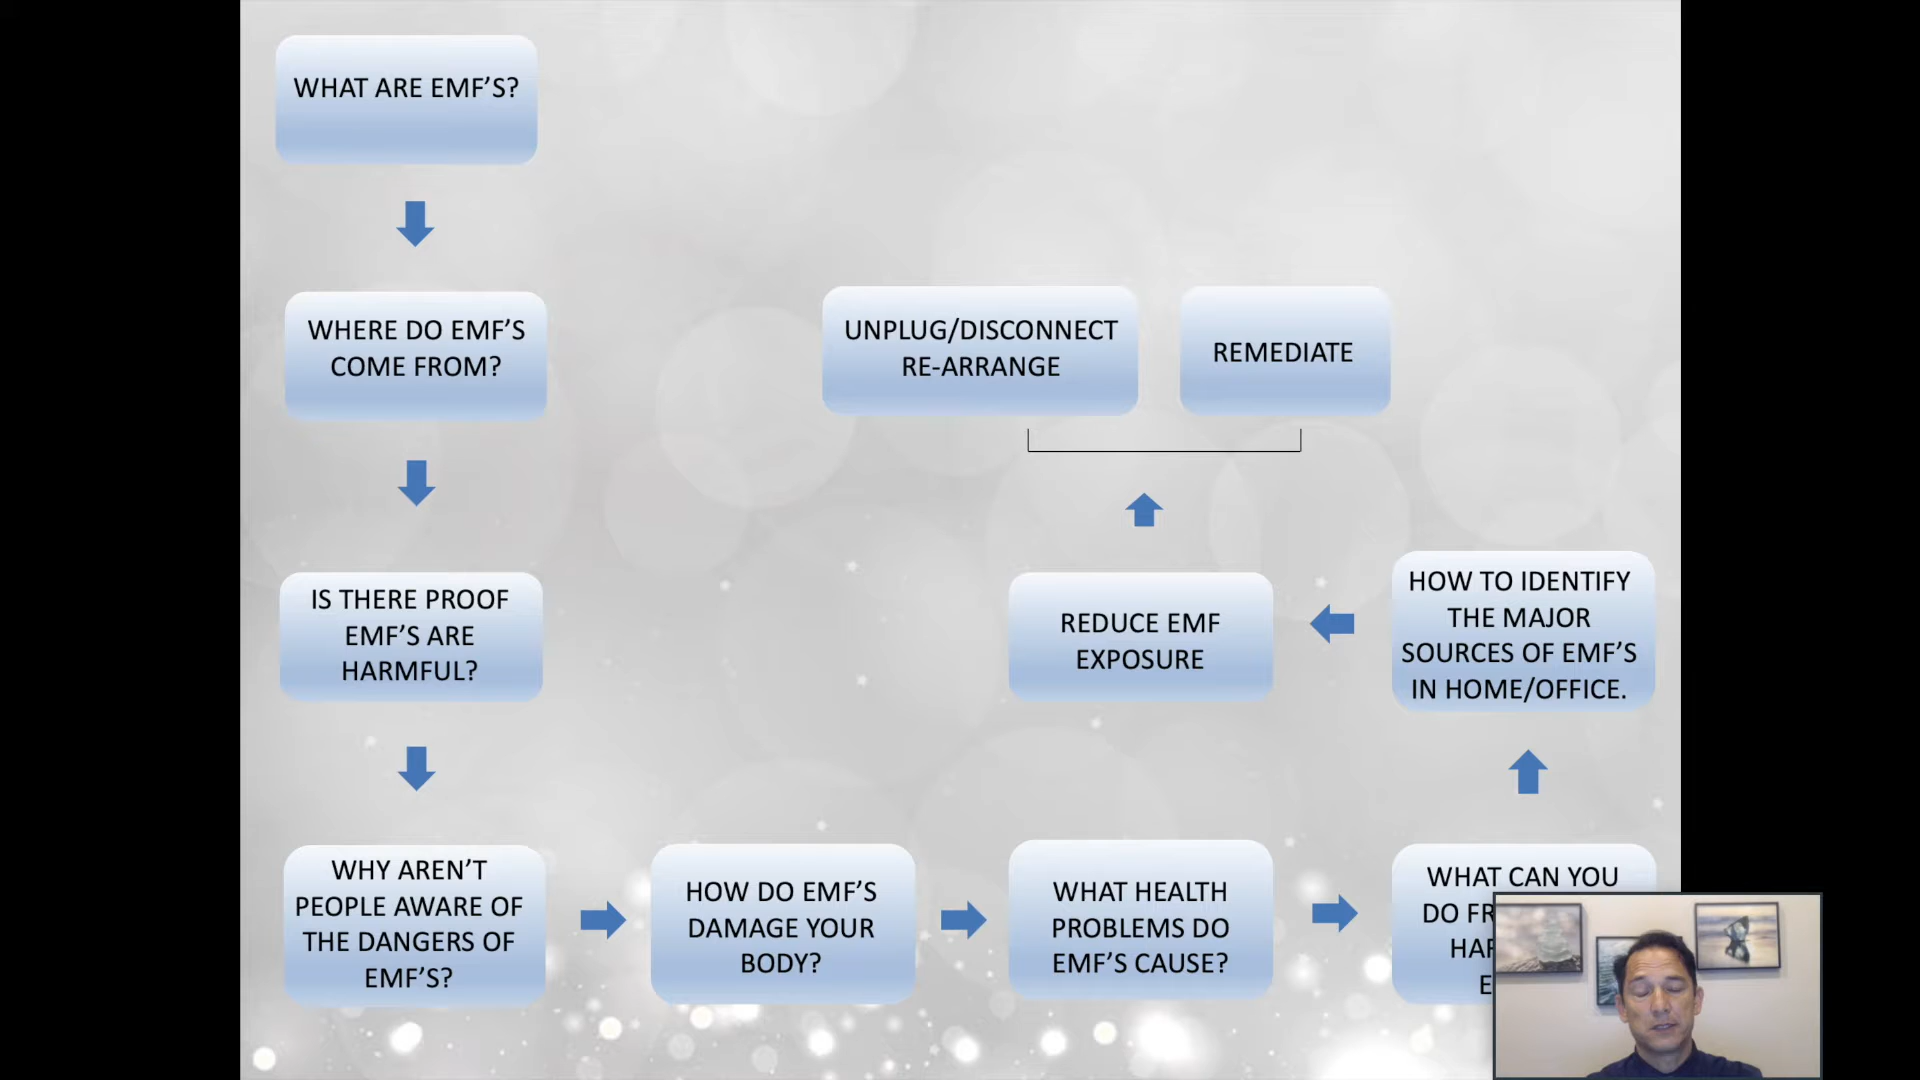 WHAT ARE EMF'S?
WHERE DO EMF'S
COME FROM?
IS THERE PROOF
EMF'S ARE
HARMFUL?
WHY AREN'T
PEOPLE AWARE OF
THE DANGERS OF
EMF'S?
HOW DO EMF'S
DAMAGE YOUR
BODY?
WHAT HEALTH
PROBLEMS DO
EMF'S CAUSE?
WHAT CAN YOU
DO
HOW TO IDENTIFY
THE MAJOR
SOURCES OF EMF'S
IN HOME/OFFICE.
REDUCE EMF
EXPOSURE
UNPLUG/DISCONNECT
RE-ARRANGE
REMEDIATE